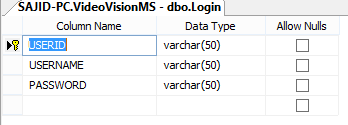 SAJID-PC.VideoVisionMS - dbo.Login
Column Name Data Type Allow Nulls
USERID varchar(50)
USERNAME varchar(50)
PASSWORD varchar(50)